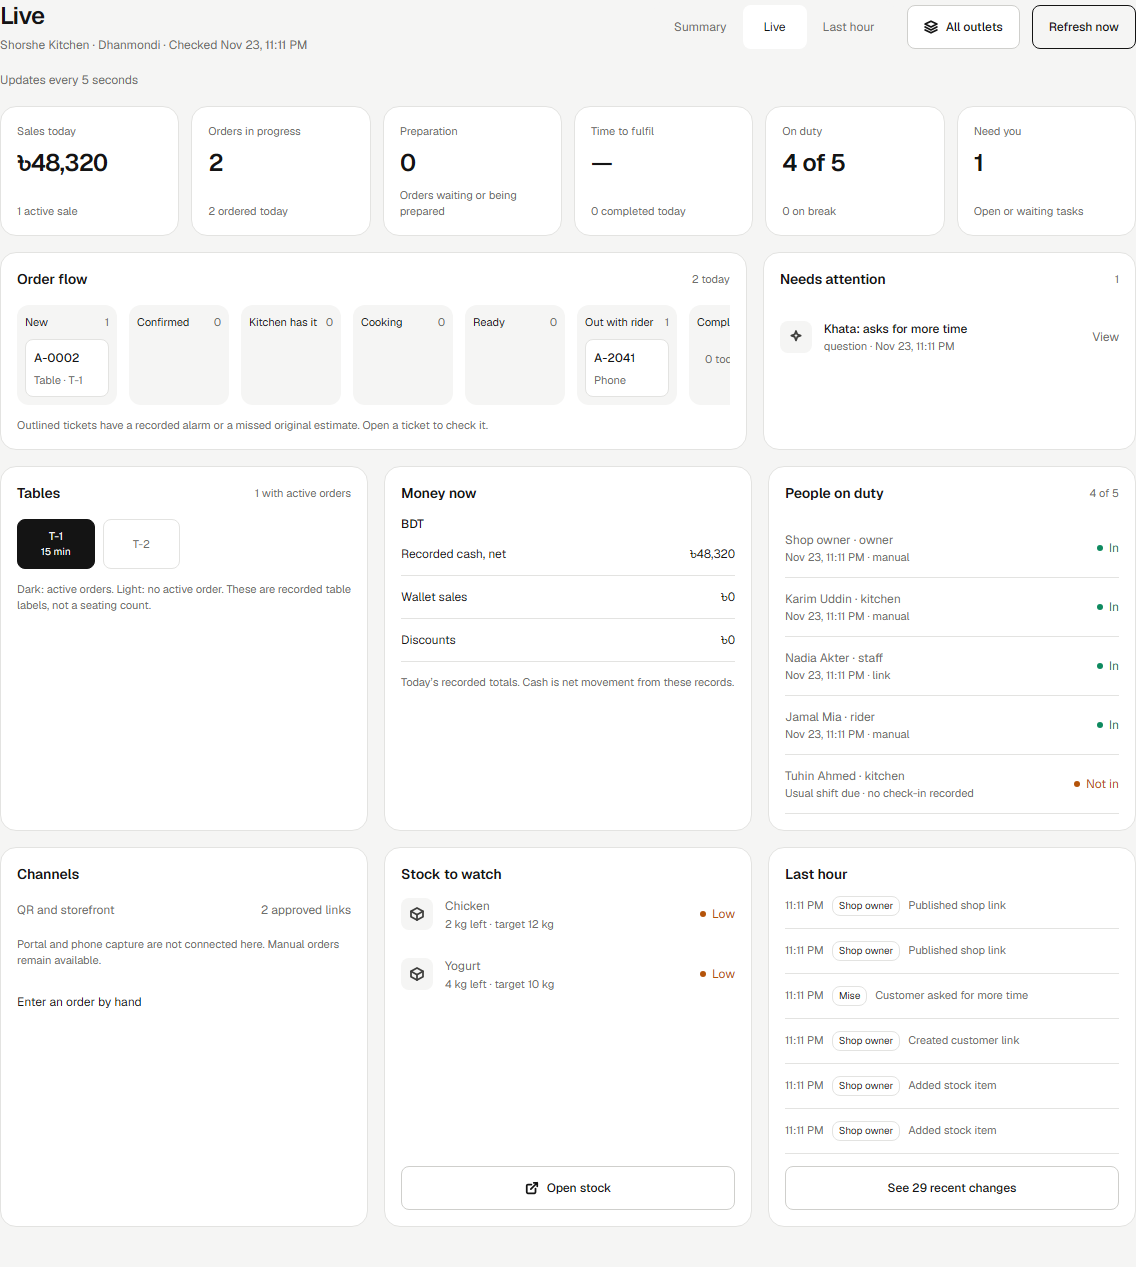 Live
Shorshe Kitchen · Dhanmondi · Checked Nov 23, 11:11 PM
Summary
Live
Last hour
All outlets
Refresh now
Updates every 5 seconds
Sales today
৳48,320
1 active sale
Orders in progress
2
2 ordered today
Preparation
0
Orders waiting or being
prepared
Time to fulfil
—
0 completed today
On duty
4 of 5
0 on break
Need you
1
Open or waiting tasks
Order flow
2 today
New 1
A-0002
Table · T-1
Confirmed 0
Kitchen has it 0
Cooking 0
Ready 0
Out with rider 1
A-2041
Phone
Compl
0 toc
Outlined tickets have a recorded alarm or a missed original estimate. Open a ticket to check it.
Needs attention
1
Khata: asks for more time
question · Nov 23, 11:11 PM
View
Tables
1 with active orders
T-1
15 min
T-2
Dark: active orders. Light: no active order. These are recorded table
labels, not a seating count.
Money now
BDT
Recorded cash, net ৳48,320
Wallet sales ৳0
Discounts ৳0
Today's recorded totals. Cash is net movement from these records.
People on duty
4 of 5
Shop owner · owner
Nov 23, 11:11 PM · manual
In
Karim Uddin · kitchen
Nov 23, 11:11 PM · manual
In
Nadia Akter · staff
Nov 23, 11:11 PM · link
In
Jamal Mia · rider
Nov 23, 11:11 PM · manual
In
Tuhin Ahmed · kitchen
Usual shift due · no check-in recorded
Not in
Channels
QR and storefront 2 approved links
Portal and phone capture are not connected here. Manual orders
remain available.
Enter an order by hand
Stock to watch
Chicken
2 kg left · target 12 kg
Low
Yogurt
4 kg left · target 10 kg
Low
Open stock
Last hour
11:11 PM Shop owner Published shop link
11:11 PM Shop owner Published shop link
11:11 PM Mise Customer asked for more time
11:11 PM Shop owner Created customer link
11:11 PM Shop owner Added stock item
11:11 PM Shop owner Added stock item
See 29 recent changes